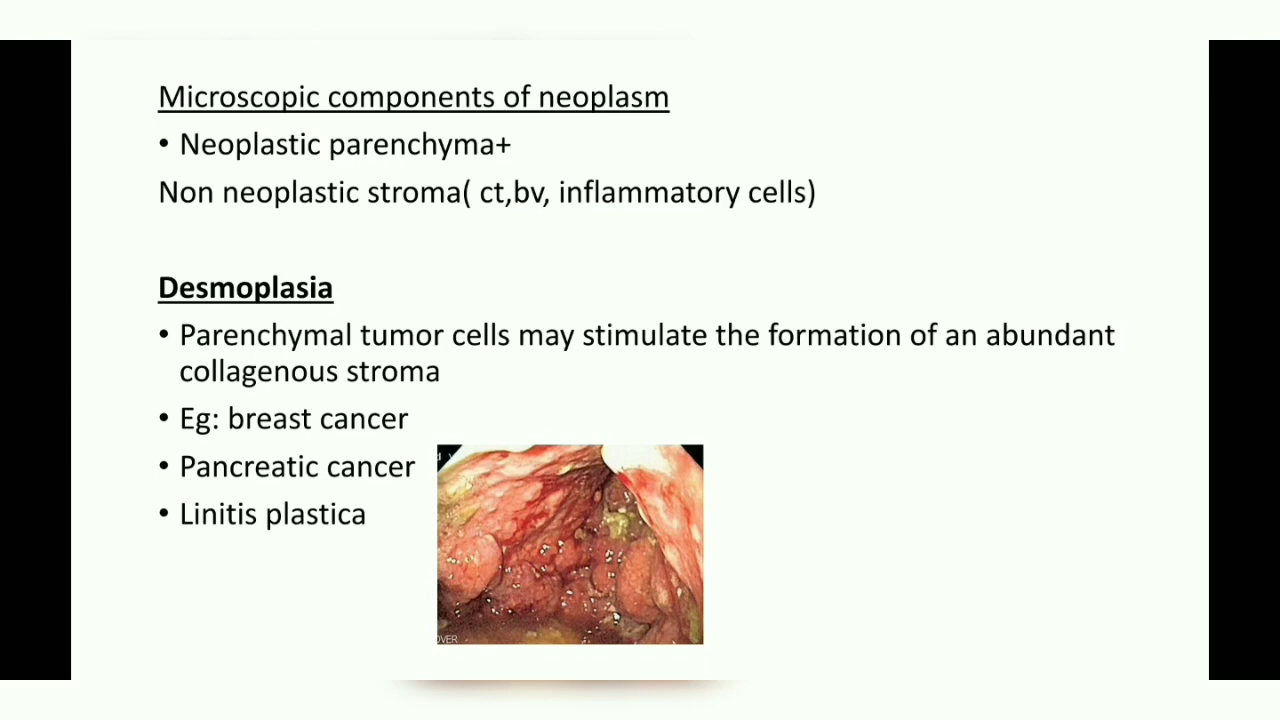 Microscopic components of neoplasm
• Neoplastic parenchyma+
Non neoplastic stroma( ct,bv, inflammatory cells)
Desmoplasia
• Parenchymal tumor cells may stimulate the formation of an abundant
collagenous stroma
• Eg: breast cancer
• Pancreatic cancer
• Linitis plastica
OVER